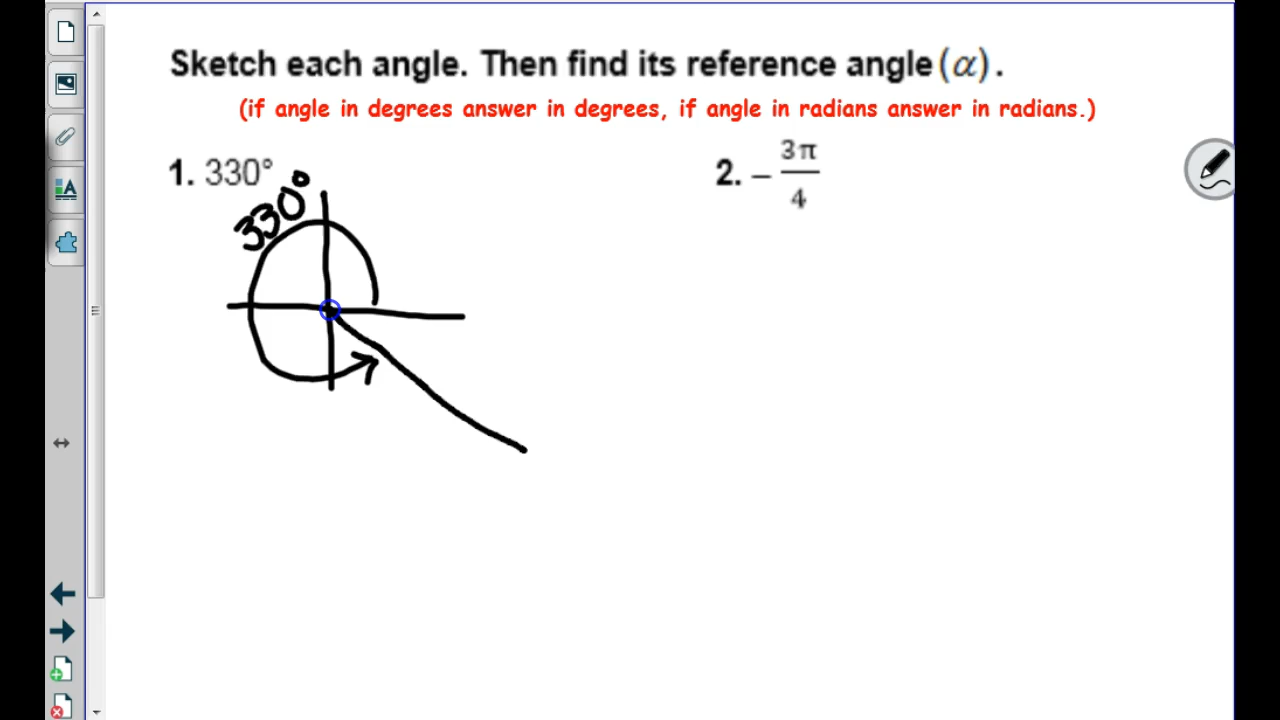 Sketch each angle. Then find its reference angle (α).
(if angle in degrees answer in degrees, if angle in radians answer in radians.)
1. 330°
2. − 3π
4
330°